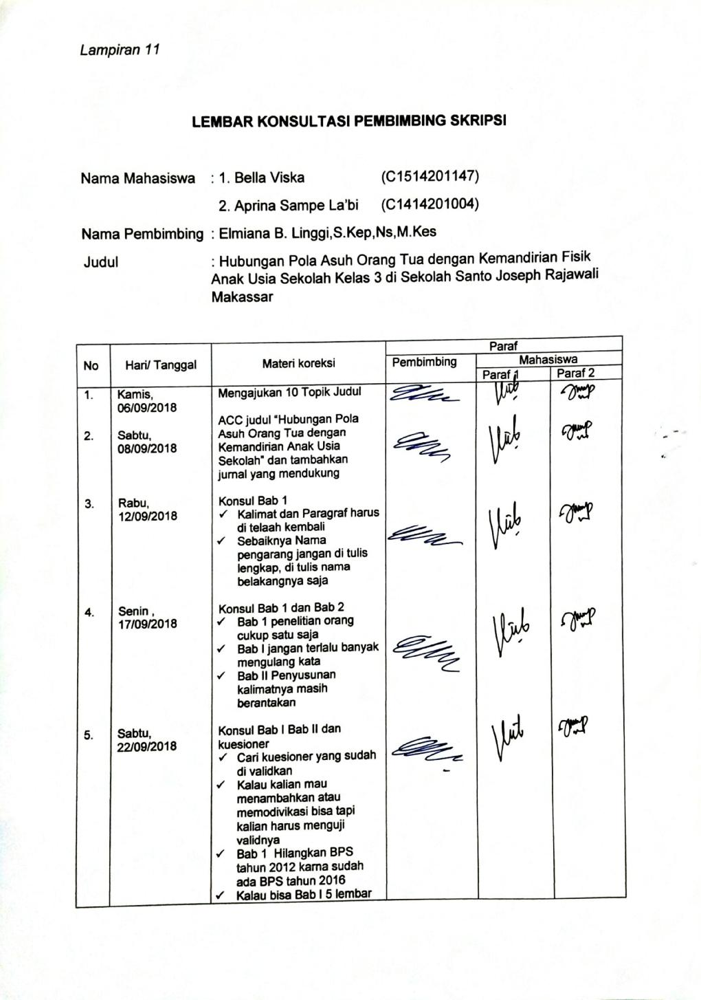 Lampiran 11
LEMBAR KONSULTASI PEMBIMBING SKRIPSI
Nama Mahasiswa : 1. Bella Viska (C1514201147)
2. Aprina Sampe La'bi (C1414201004)
Nama Pembimbing : Elmiana B. Linggi,S.Kep,Ns,M.Kes
Judul : Hubungan Pola Asuh Orang Tua dengan Kemandirian Fisik
Anak Usia Sekolah Kelas 3 di Sekolah Santo Joseph Rajawali
Makassar
No Hari/ Tanggal Materi koreksi Paraf
Pembimbing Mahasiswa
Paraf 1 Paraf 2
1. Kamis, Mengajukan 10 Topik Judul
06/09/2018
ACC judul "Hubungan Pola
2. Sabtu, Asuh Orang Tua dengan
08/09/2018 Kemandirian Anak Usia
Sekolah" dan tambahkan
jurnal yang mendukung
3. Rabu, Konsul Bab 1
12/09/2018 ✓ Kalimat dan Paragraf harus
di telaah kembali
✓ Sebaiknya Nama
pengarang jangan di tulis
lengkap, di tulis nama
belakangnya saja
4. Senin , Konsul Bab 1 dan Bab 2
17/09/2018 ✓ Bab 1 penelitian orang
cukup satu saja
✓ Bab I jangan terlalu banyak
mengulang kata
✓ Bab II Penyusunan
kalimatnya masih
berantakan
5. Sabtu, Konsul Bab I Bab II dan
22/09/2018 kuesioner
✓ Cari kuesioner yang sudah
di validkan
✓ Kalau kalian mau
menambahkan atau
memodivikasi bisa tapi
kalian harus menguji
validnya
✓ Bab 1 Hilangkan BPS
tahun 2012 karna sudah
ada BPS tahun 2016
✓ Kalau bisa Bab I 5 lembar